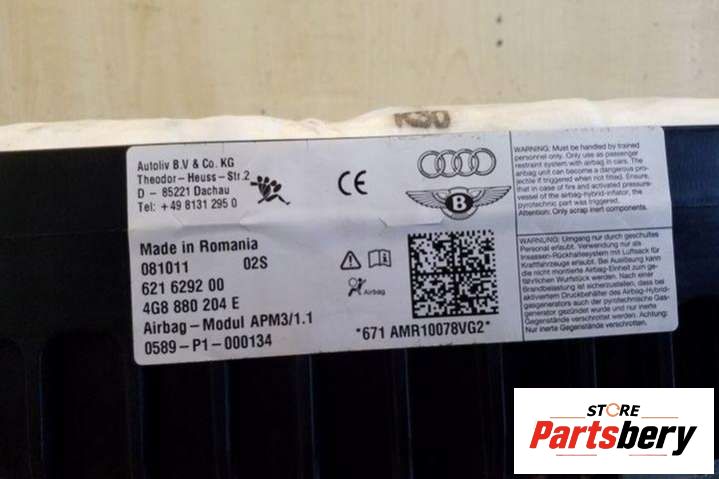 Autoliv B.V & Co. KG
Theodor - Heuss - Str.2
D - 85221 Dachau
Tel: +49 8131 295 0
CE
B
WARNING: Must be handled by trained
personnel only. Only use as passenger
restraint system with airbag in cars. The
airbag unit can become a dangerous pro-
jectile if triggered when not fitted. Ensure
that in case of fire and activated pressure-
vessel of the airbag-hybrid-inflator, the
pyrotechnic part was triggered.
Attention: Only scrap inert components.
Made in Romania
081011 02S
621 6292 00
4G8 880 204 E
Airbag - Modul APM3/1.1
0589 - P1 - 000134
Airbag
*671 AMR10078VG2*
WARNUNG: Umgang nur durch geschultes
Personal erlaubt. Verwendung nur als
Insassen-Rückhaltesystem mit Luftsack für
Kraftfahrzeuge erlaubt. Bei Auslösung kann
die nicht montierte Airbag-Einheit zum ge-
fährlichen Geschoss werden. Nach einer
Brandbelastung ist sicherzustellen, dass bei
aktiviertem Druckbehälter des Airbag-Hybrid-
gasgenerators auch der pyrotechnische Gas-
generator gezündet wurde und nur inerte
Gegenstände verschrottet werden. Achtung:
Nur inerte Gegenstände verschrotten.
STORE
Partsbery